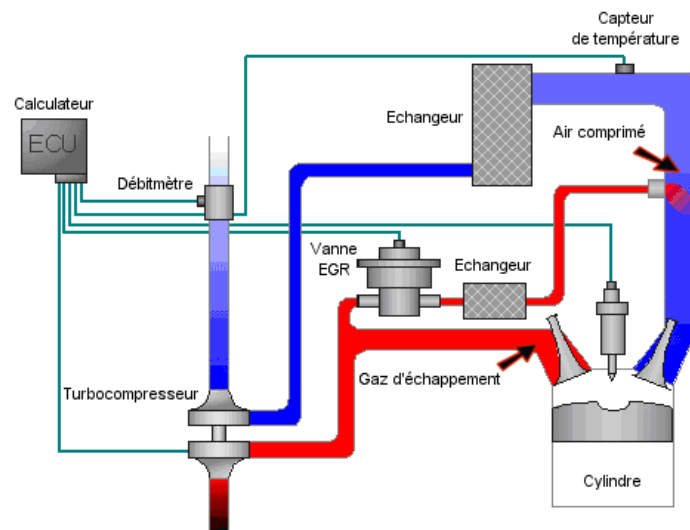 Capteur
de température
Calculateur
ECU
Echangeur
Air comprimé
Débitmètre
Vanne
EGR
Echangeur
Turbocompresseur
Gaz d'échappement
Cylindre